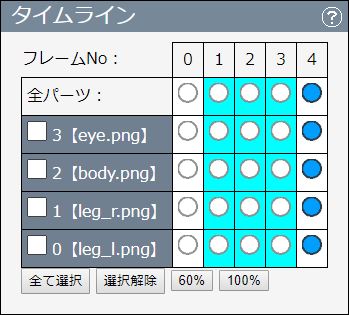 タイムライン ?
フレームNo： 0 1 2 3 4
全パーツ：
3【eye.png】
2【body.png】
1【leg_r.png】
0【leg_l.png】
全て選択 選択解除 60% 100%